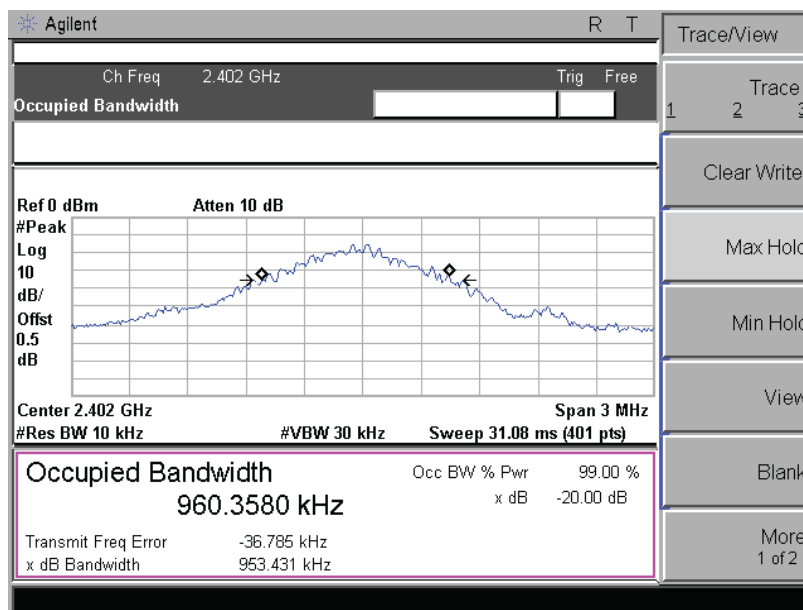 Agilent R T
Trace/View
Ch Freq 2.402 GHz Trig Free
Occupied Bandwidth
Trace
1 2 3
Clear Write
Max Hold
Min Hold
View
Blank
More
1 of 2
Ref 0 dBm Atten 10 dB
#Peak
Log
10
dB/
Offst
0.5
dB
Center 2.402 GHz Span 3 MHz
#Res BW 10 kHz #VBW 30 kHz Sweep 31.08 ms (401 pts)
Occupied Bandwidth
960.3580 kHz
Occ BW % Pwr 99.00 %
x dB -20.00 dB
Transmit Freq Error -36.785 kHz
x dB Bandwidth 953.431 kHz